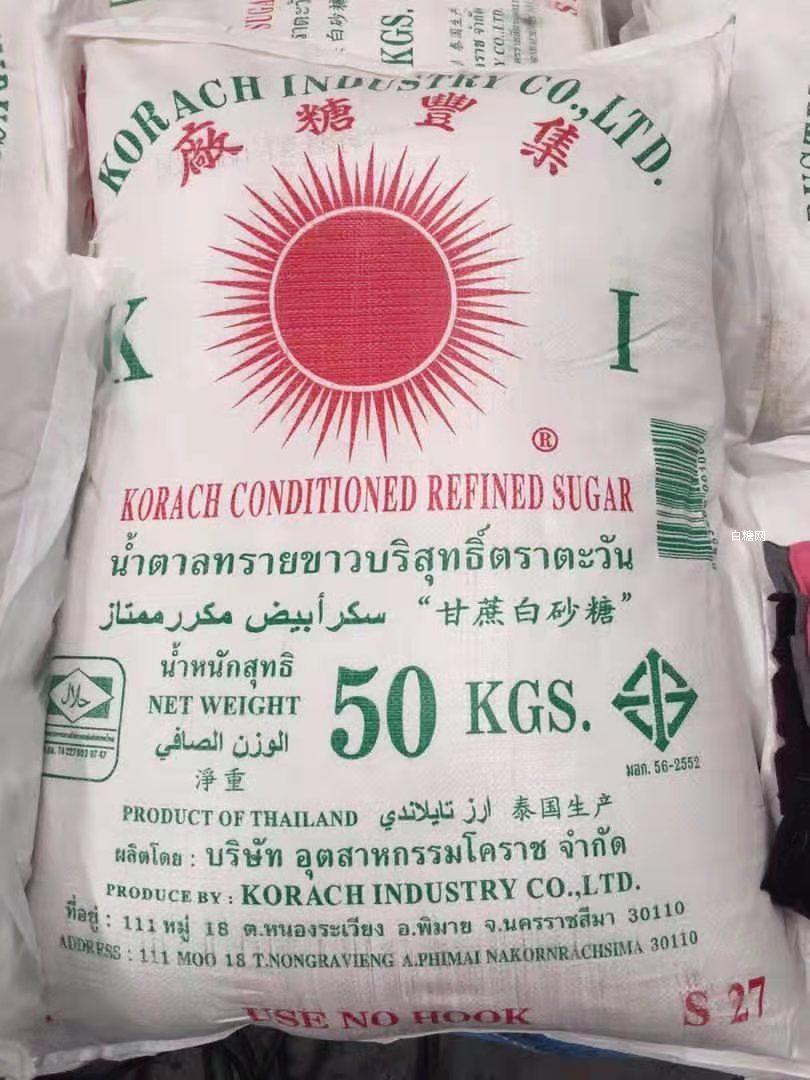 KORACH INDUSTRY CO.,LTD.
廠糖豐集
K I
®
KORACH CONDITIONED REFINED SUGAR
น้ำตาลทรายขาวบริสุทธิ์ตราตะวัน
سكر أبيض مكرر ممتاز “甘蔗白砂糖”
น้ำหนักสุทธิ
NET WEIGHT 50 KGS.
الوزن الصافي
淨重
حلال
มอก. 56-2552
PRODUCT OF THAILAND ارز تايلاندي 泰国生产
ผลิตโดย : บริษัท อุตสาหกรรมโคราช จำกัด
PRODUCE BY : KORACH INDUSTRY CO.,LTD.
ที่อยู่ : 111 หมู่ 18 ต.หนองระเวียง อ.พิมาย จ.นครราชสีมา 30110
ADDRESS : 111 MOO 18 T.NONGRAVIENG A.PHIMAI NAKORNRACHSIMA 30110
USE NO HOOK
S 27
白糖网